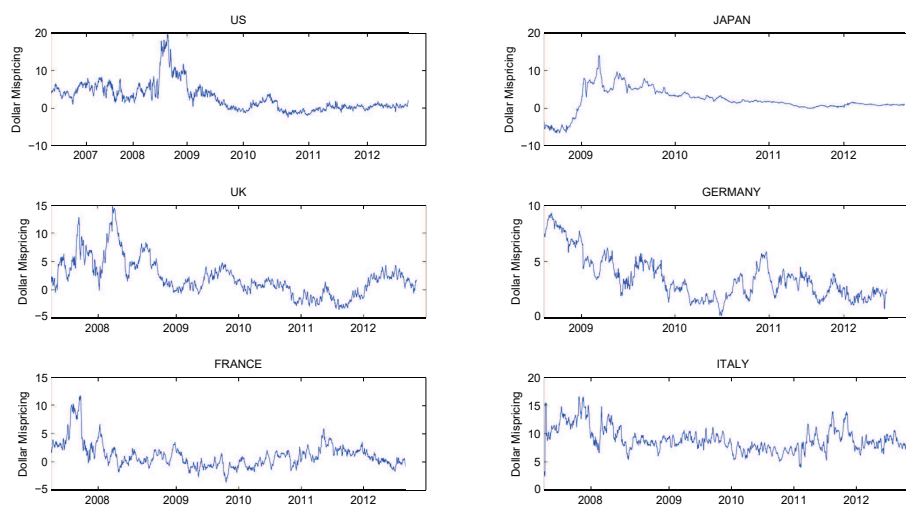 US
Dollar Mispricing
20
10
0
−10
2007 2008 2009 2010 2011 2012
JAPAN
Dollar Mispricing
20
10
0
−10
2009 2010 2011 2012
UK
Dollar Mispricing
15
10
5
0
−5
2008 2009 2010 2011 2012
GERMANY
Dollar Mispricing
10
5
0
2009 2010 2011 2012
FRANCE
Dollar Mispricing
15
10
5
0
−5
2008 2009 2010 2011 2012
ITALY
Dollar Mispricing
20
15
10
5
0
2008 2009 2010 2011 2012